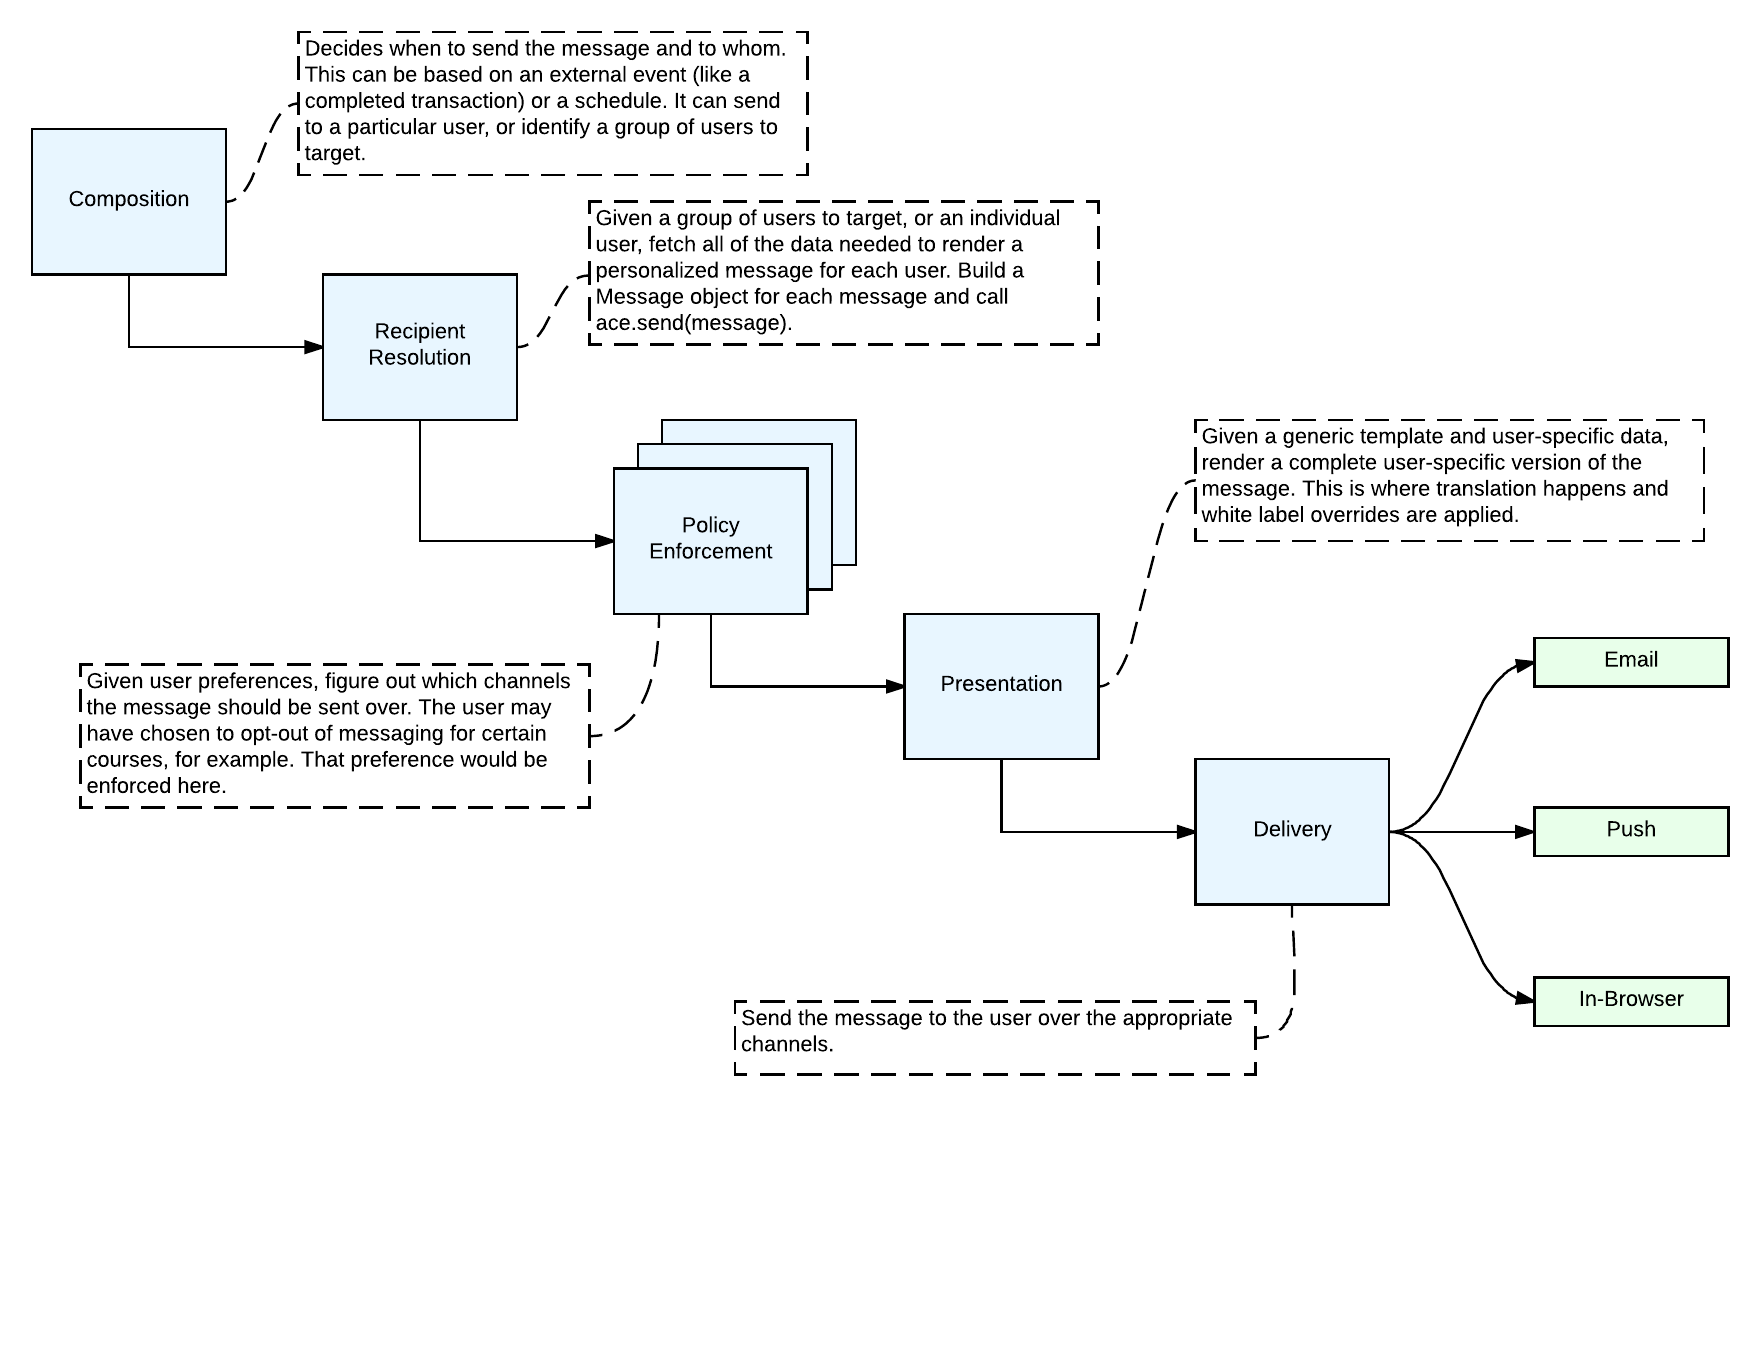 Decides when to send the message and to whom.
This can be based on an external event (like a
completed transaction) or a schedule. It can send
to a particular user, or identify a group of users to
target.
Composition
Given a group of users to target, or an individual
user, fetch all of the data needed to render a
personalized message for each user. Build a
Message object for each message and call
ace.send(message).
Recipient
Resolution
Given a generic template and user-specific data,
render a complete user-specific version of the
message. This is where translation happens and
white label overrides are applied.
Policy
Enforcement
Given user preferences, figure out which channels
the message should be sent over. The user may
have chosen to opt-out of messaging for certain
courses, for example. That preference would be
enforced here.
Presentation
Email
Delivery
Push
In-Browser
Send the message to the user over the appropriate
channels.